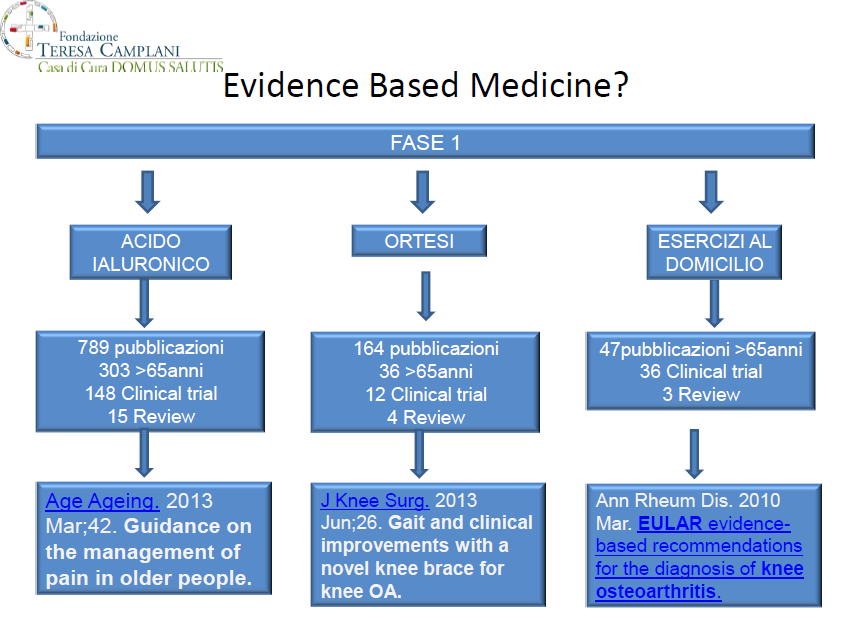 Fondazione
TERESA CAMPLANI
Casa di Cura DOMUS SALUTIS
Evidence Based Medicine?
FASE 1
ACIDO
IALURONICO
789 pubblicazioni
303 >65anni
148 Clinical trial
15 Review
Age Ageing. 2013
Mar;42. Guidance on
the management of
pain in older people.
ORTESI
164 pubblicazioni
36 >65anni
12 Clinical trial
4 Review
J Knee Surg. 2013
Jun;26. Gait and clinical
improvements with a
novel knee brace for
knee OA.
ESERCIZI AL
DOMICILIO
47pubblicazioni >65anni
36 Clinical trial
3 Review
Ann Rheum Dis. 2010
Mar. EULAR evidence-
based recommendations
for the diagnosis of knee
osteoarthritis.